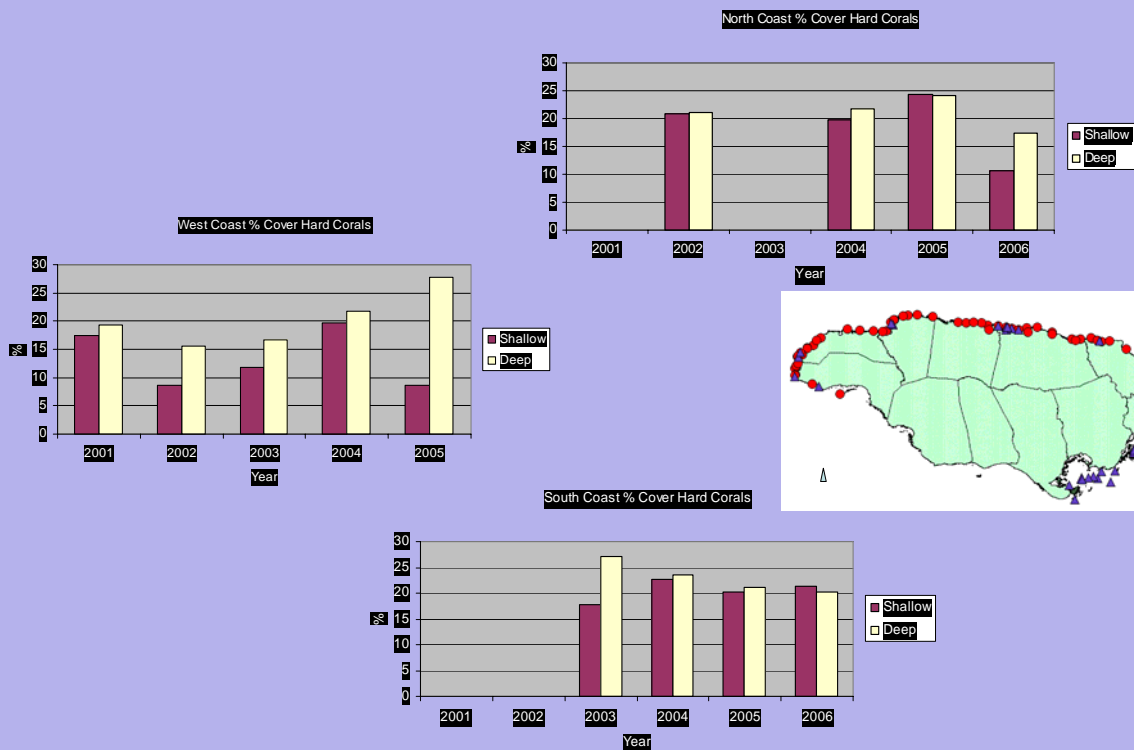 North Coast % Cover Hard Corals
30
25
20
15
10
5
0
%
2001 2002 2003 2004 2005 2006
Year
Shallow
Deep
West Coast % Cover Hard Corals
30
25
20
15
10
5
0
%
2001 2002 2003 2004 2005
Year
Shallow
Deep
South Coast % Cover Hard Corals
30
25
20
15
10
5
0
%
2001 2002 2003 2004 2005 2006
Year
Shallow
Deep